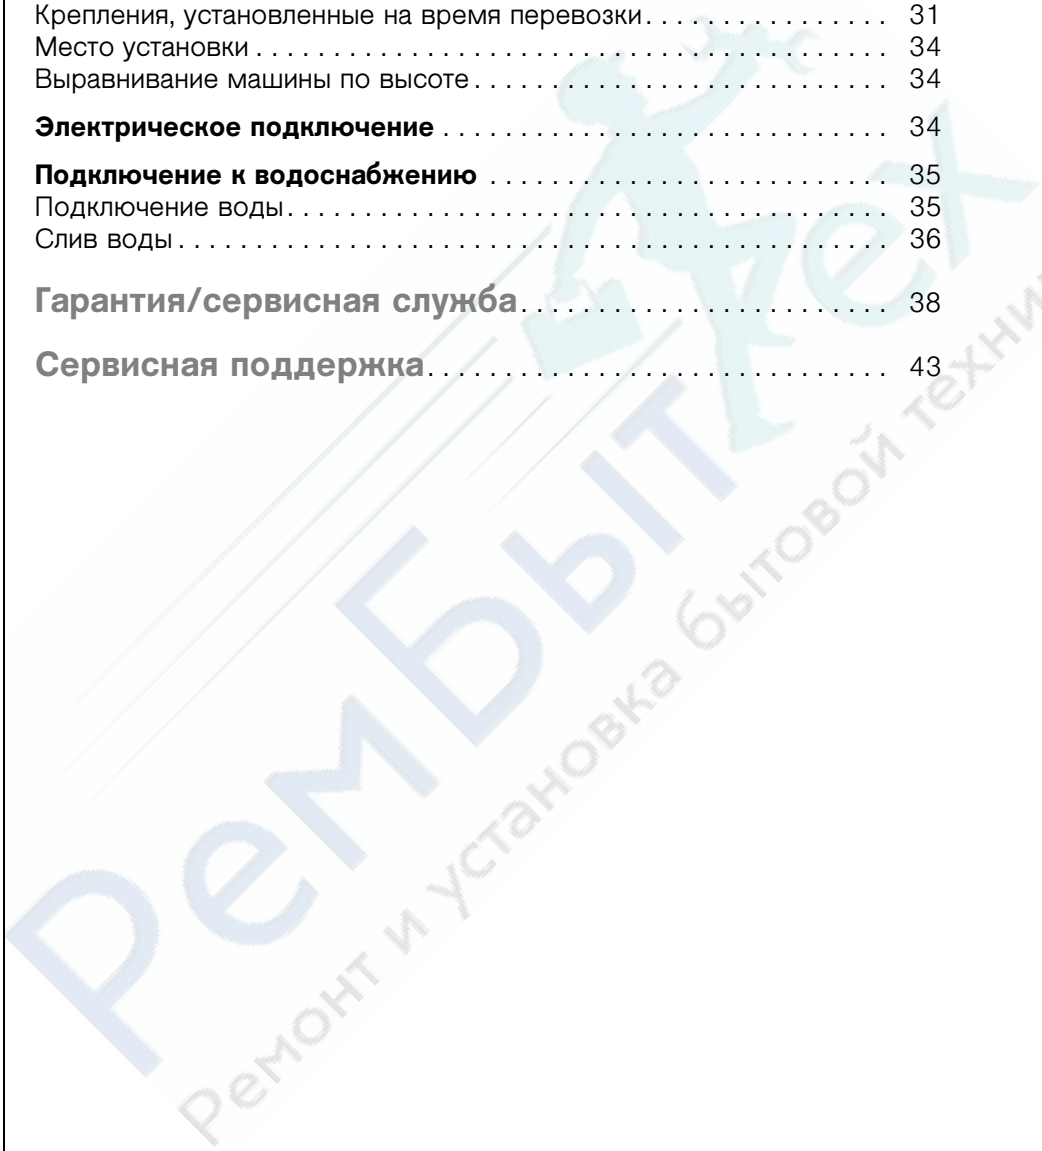 Крепления, установленные на время перевозки. . . . . . . . . . . . . . . . . 31
Место установки . . . . . . . . . . . . . . . . . . . . . . . . . . . . . . . . . . . . . . . . . . . 34
Выравнивание машины по высоте . . . . . . . . . . . . . . . . . . . . . . . . . . . . 34
Электрическое подключение . . . . . . . . . . . . . . . . . . . . . . . . . . . . . . 34
Подключение к водоснабжению . . . . . . . . . . . . . . . . . . . . . . . . . . . 35
Подключение воды. . . . . . . . . . . . . . . . . . . . . . . . . . . . . . . . . . . . . . . . . 35
Слив воды . . . . . . . . . . . . . . . . . . . . . . . . . . . . . . . . . . . . . . . . . . . . . . . . 36
Гарантия/сервисная служба. . . . . . . . . . . . . . . . . . . . . . . . . 38
Сервисная поддержка. . . . . . . . . . . . . . . . . . . . . . . . . . . . . . . 43
РемБытТех
Ремонт и установка бытовой техни